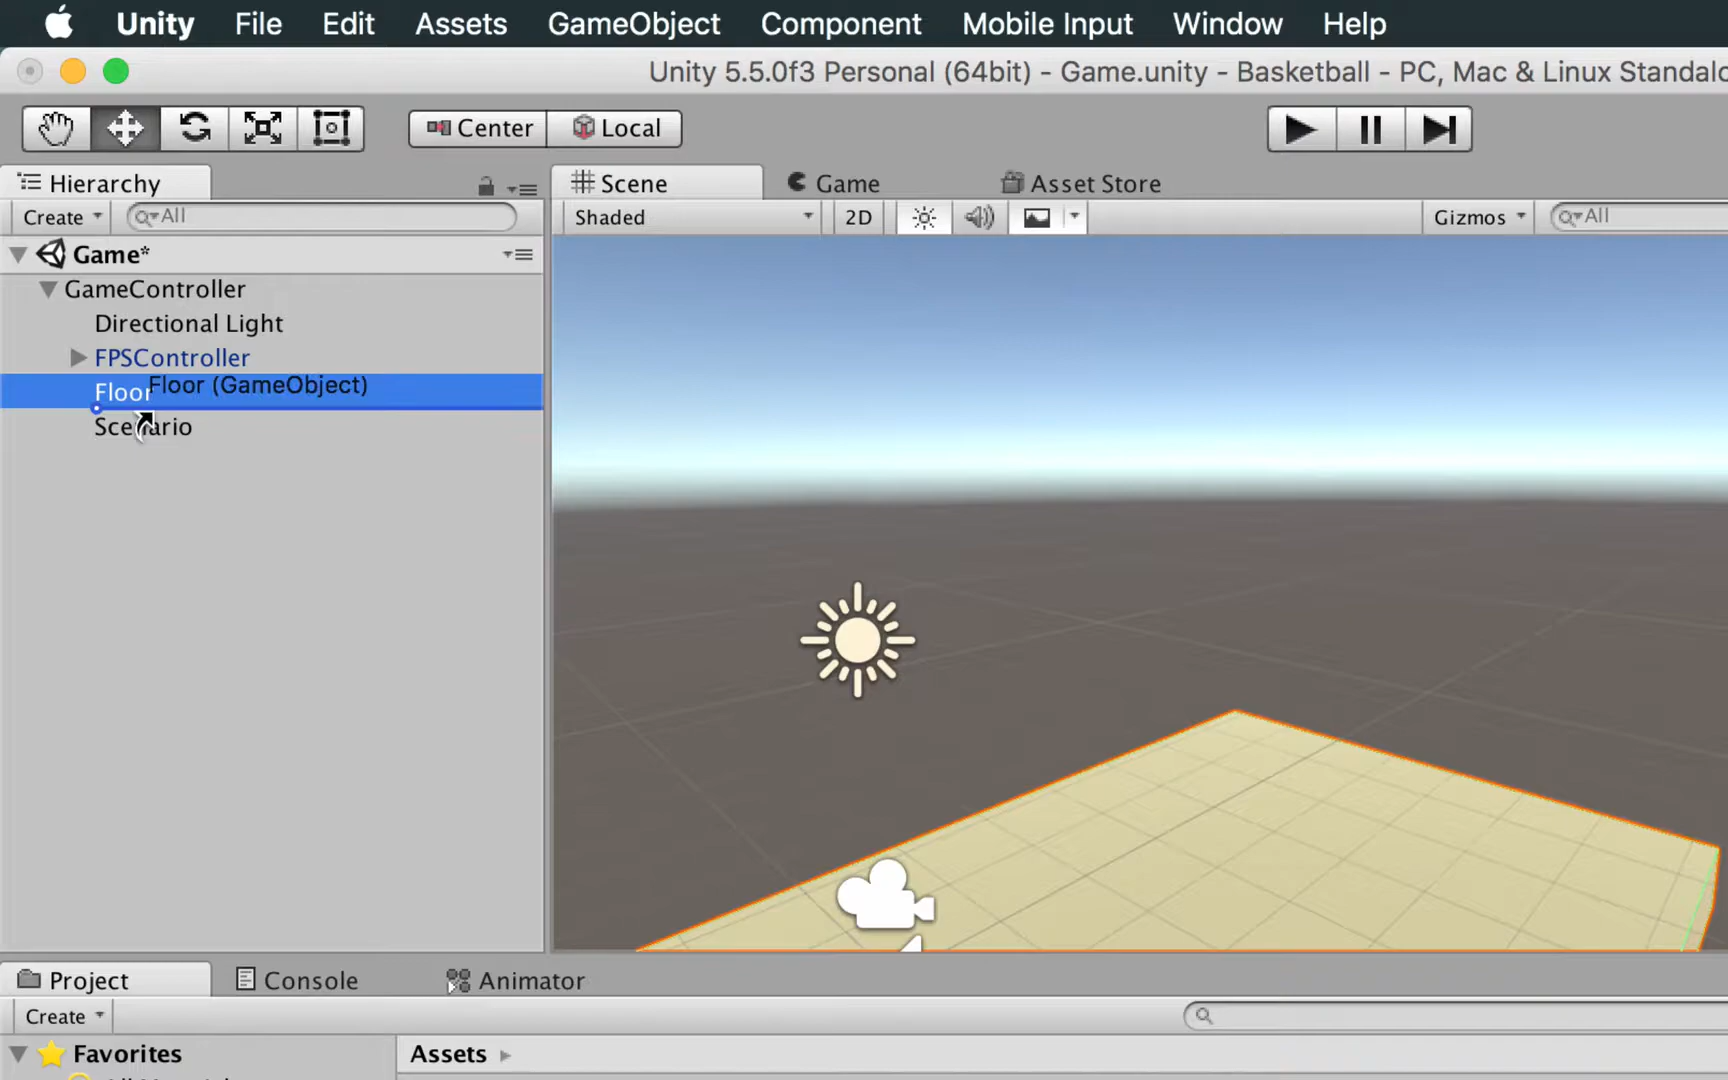 Unity File Edit Assets GameObject Component Mobile Input Window Help
Unity 5.5.0f3 Personal (64bit) - Game.unity - Basketball - PC, Mac & Linux
Center Local
Hierarchy
Scene Game Asset Store
Create All
Shaded 2D Gizmos All
Game*
GameController
Directional Light
FPSController
Floor Floor (GameObject)
Scenario
Project Console Animator
Create
Favorites Assets